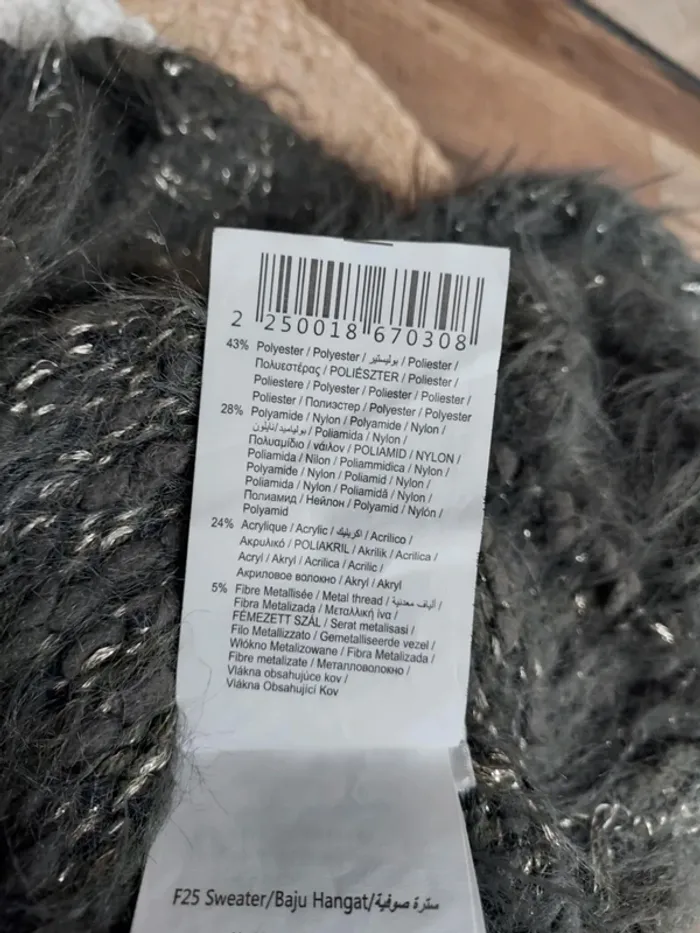 2 250018 670308
43% Polyester / Polyester / بوليستير / Poliester /
Πολυεστέρας / POLIÉSZTER / Poliester /
Poliestere / Polyester / Poliester / Poliester /
Poliester / Полиэстер / Polyester / Polyester
28% Polyamide / Nylon / Polyamide / Nylon /
بولياميد/نايلون / Poliamida / Nylon /
Πολυαμίδιο / νάιλον / POLIAMID / NYLON /
Poliamida / Nilon / Poliammidica / Nylon /
Polyamide / Nylon / Poliamid / Nylon /
Poliamida / Nylon / Poliamidă / Nylon /
Полиамид / Нейлон / Polyamid / Nylón /
Polyamid
24% Acrylique / Acrylic / اكريليك / Acrilico /
Ακρυλικό / POLIAKRIL / Akrilik / Acrilica /
Acryl / Akryl / Acrilica / Acrilic /
Акриловое волокно / Akryl / Akryl
5% Fibre Metallisée / Metal thread / ألياف معدنية /
Fibra Metalizada / Μεταλλική ίνα /
FÉMEZETT SZÁL / Serat metalisasi /
Filo Metallizzato / Gemetalliseerde vezel /
Włókno Metalizowane / Fibra Metalizada /
Fibre metalizate / Металловолокно /
Vlákna obsahujúce kov /
Vlákna Obsahující Kov
F25 Sweater/Baju Hangat/سترة صوفية